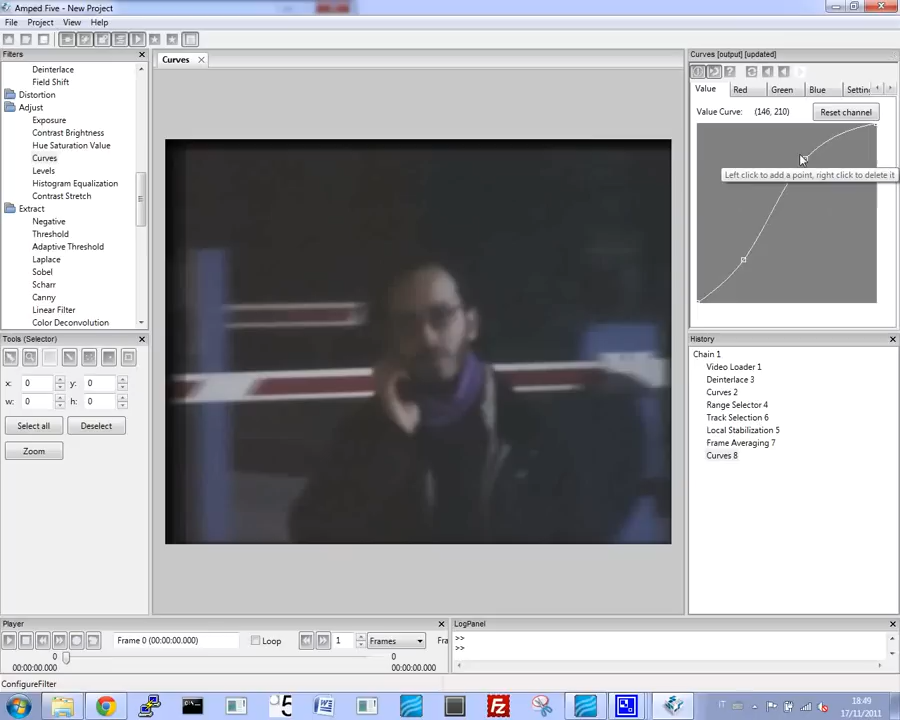 Amped Five - New Project
File Project View Help
Filters
Deinterlace
Field Shift
Distortion
Adjust
Exposure
Contrast Brightness
Hue Saturation Value
Curves
Levels
Histogram Equalization
Contrast Stretch
Extract
Negative
Threshold
Adaptive Threshold
Laplace
Sobel
Scharr
Canny
Linear Filter
Color Deconvolution
Tools (Selector)
x: 0 y: 0
w: 0 h: 0
Select all Deselect
Zoom
Curves
Curves [output] [updated]
Value Red Green Blue Settin
Value Curve: (146, 210) Reset channel
Left click to add a point, right click to delete it
History
Chain 1
Video Loader 1
Deinterlace 3
Curves 2
Range Selector 4
Track Selection 6
Local Stabilization 5
Frame Averaging 7
Curves 8
Player
Frame 0 (00:00:00.000) Loop 1 Frames Fra
0 0
00:00:00.000 00:00:00.000
LogPanel
>>
>>
ConfigureFilter
IT 18:49
17/11/2011